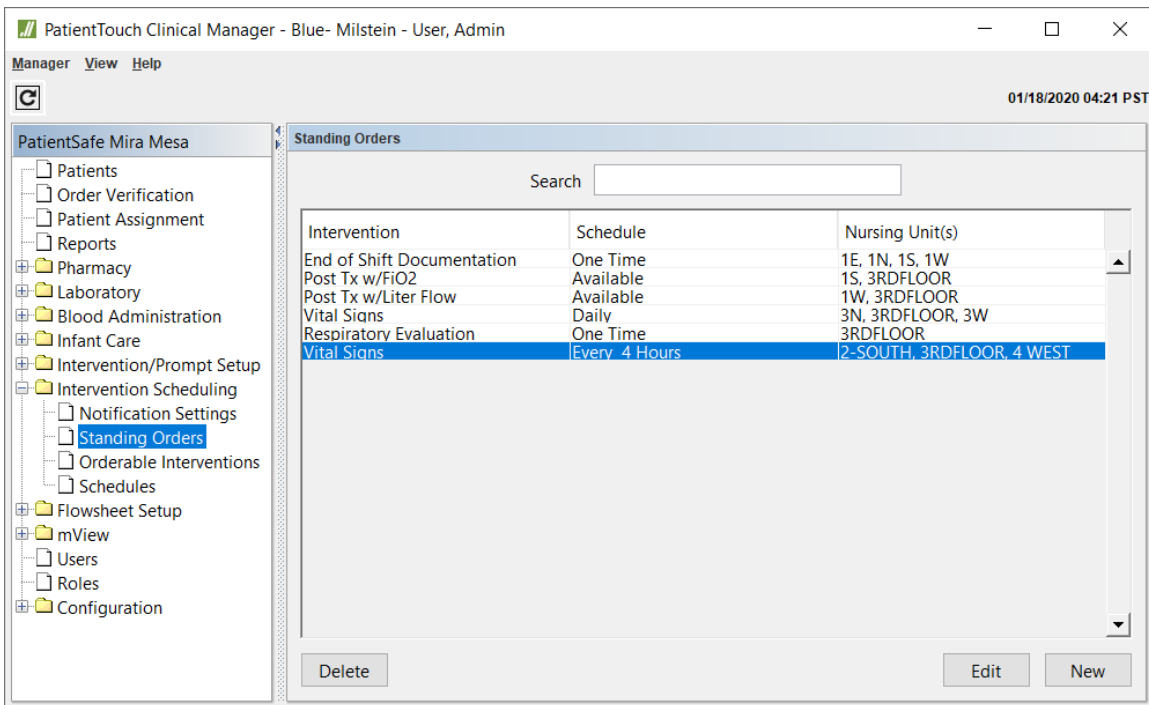 PatientTouch Clinical Manager - Blue- Milstein - User, Admin
Manager View Help
01/18/2020 04:21 PST
PatientSafe Mira Mesa
Patients
Order Verification
Patient Assignment
Reports
Pharmacy
Laboratory
Blood Administration
Infant Care
Intervention/Prompt Setup
Intervention Scheduling
Notification Settings
Standing Orders
Orderable Interventions
Schedules
Flowsheet Setup
mView
Users
Roles
Configuration
Standing Orders
Search
Intervention Schedule Nursing Unit(s)
End of Shift Documentation One Time 1E, 1N, 1S, 1W
Post Tx w/FiO2 Available 1S, 3RDFLOOR
Post Tx w/Liter Flow Available 1W, 3RDFLOOR
Vital Signs Daily 3N, 3RDFLOOR, 3W
Respiratory Evaluation One Time 3RDFLOOR
Vital Signs Every 4 Hours 2-SOUTH, 3RDFLOOR, 4 WEST
Delete Edit New